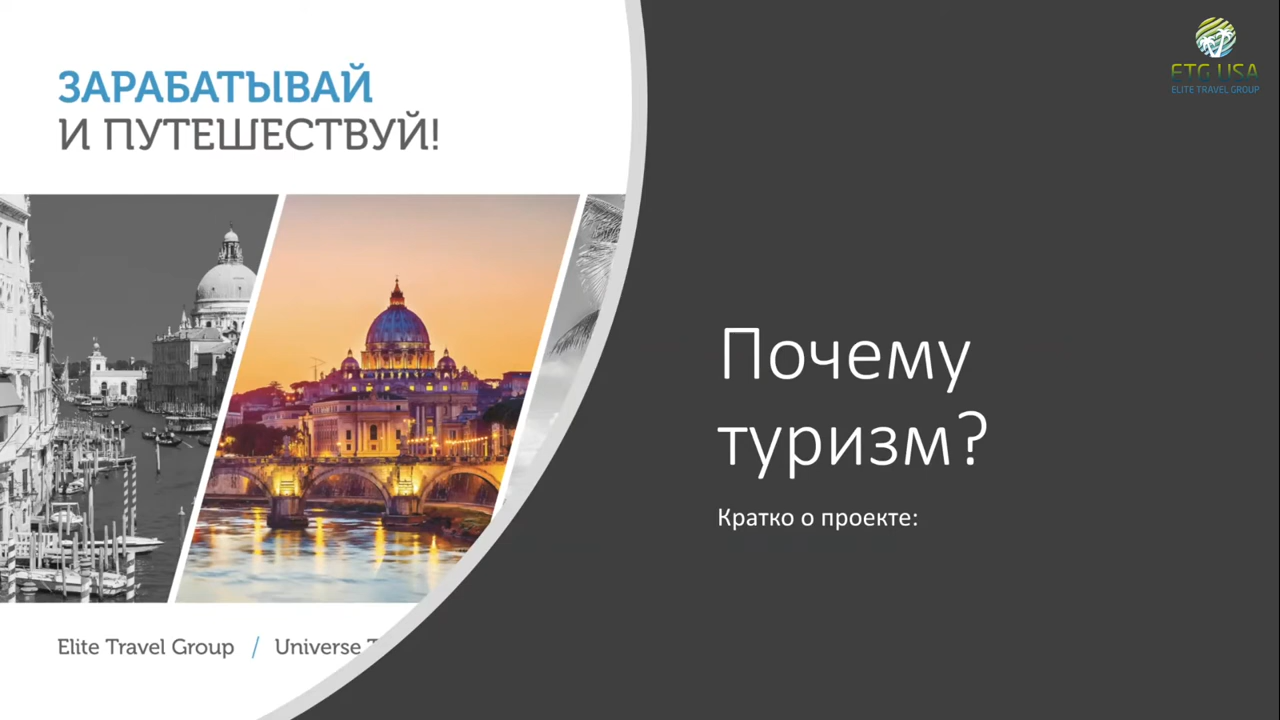 ЗАРАБАТЫВАЙ
И ПУТЕШЕСТВУЙ!
Elite Travel Group / Universe
ETG USA
ELITE TRAVEL GROUP
Почему
туризм?
Кратко о проекте: